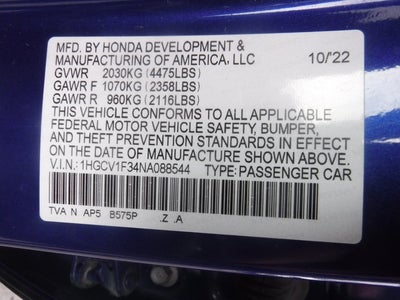 MFD. BY HONDA DEVELOPMENT &
MANUFACTURING OF AMERICA, LLC 10/'22
GVWR 2030KG (4475LBS)
GAWR F 1070KG (2358LBS)
GAWR R 960KG (2116LBS)
THIS VEHICLE CONFORMS TO ALL APPLICABLE
FEDERAL MOTOR VEHICLE SAFETY, BUMPER,
AND THEFT PREVENTION STANDARDS IN EFFECT
ON THE DATE OF MANUFACTURE SHOWN ABOVE.
V.I.N.: 1HGCV1F34NA088544 TYPE: PASSENGER CAR
TVA N AP5 B575P .Z .A